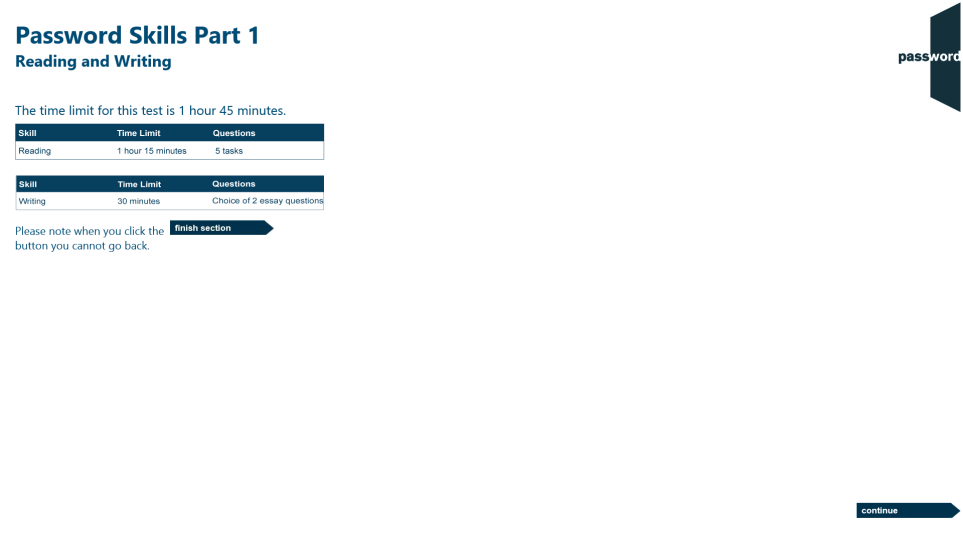 Password Skills Part 1
Reading and Writing
password
The time limit for this test is 1 hour 45 minutes.
Skill Time Limit Questions
Reading 1 hour 15 minutes 5 tasks
Skill Time Limit Questions
Writing 30 minutes Choice of 2 essay questions
Please note when you click the finish section
button you cannot go back.
continue